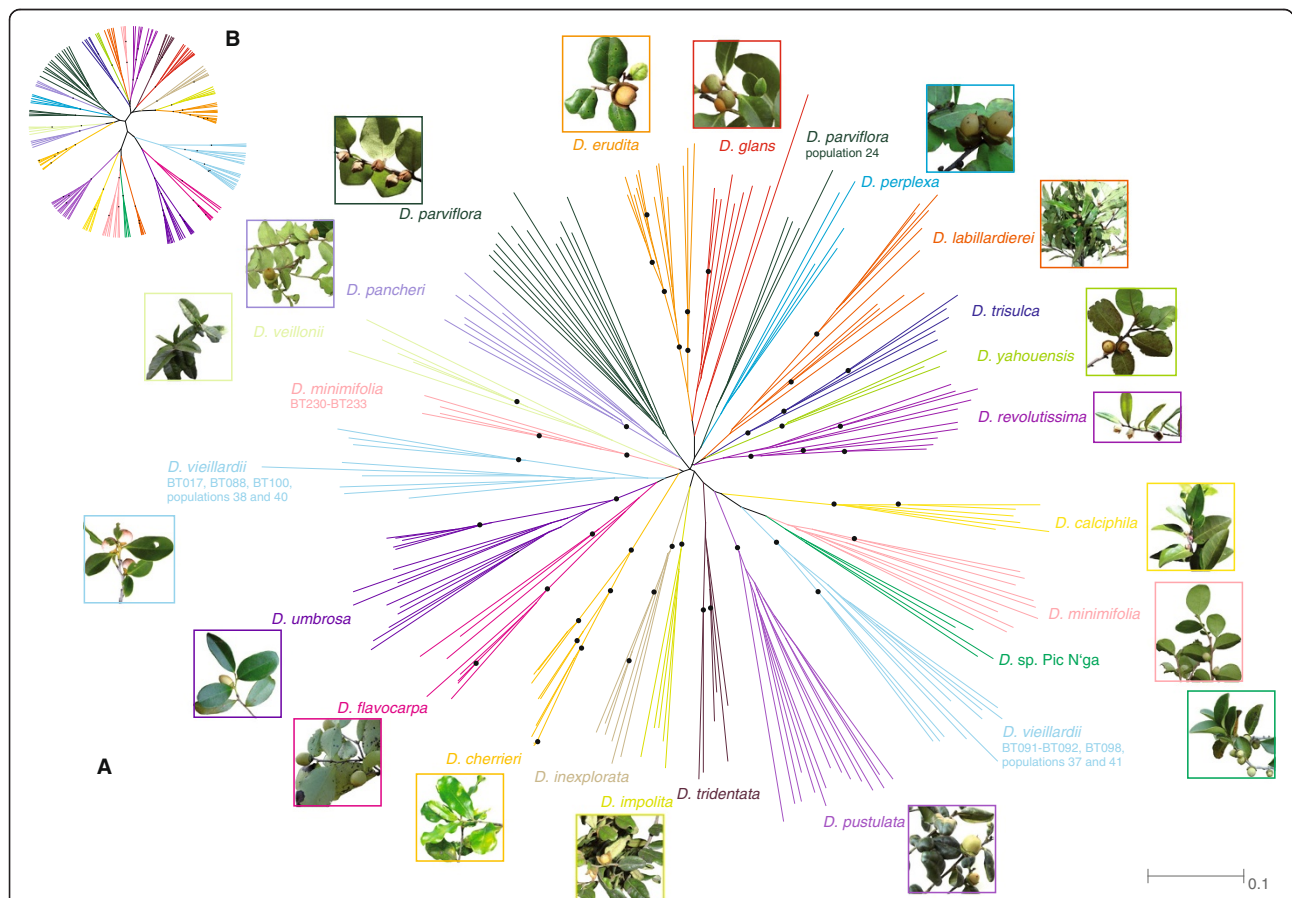 B
D. erudita
D. glans
D. parviflora
population 24
D. perplexa
D. parviflora
D. labillardierei
D. pancheri
D. trisulca
D. veillonii
D. yahouensis
D. minimifolia
BT230-BT233
D. revolutissima
D. vieillardii
BT017, BT088, BT100,
populations 38 and 40
D. calciphila
D. minimifolia
D. umbrosa
D. sp. Pic N‘ga
D. flavocarpa
D. vieillardii
BT091-BT092, BT098,
populations 37 and 41
A
D. cherrieri
D. inexplorata
D. impolita
D. tridentata
D. pustulata
0.1